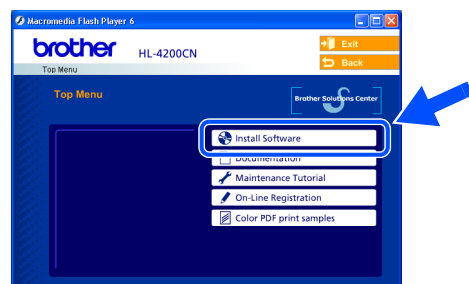 Macromedia Flash Player 6
brother HL-4200CN
Exit
Back
Top Menu
Top Menu
Brother Solutions Center
Install Software
Documentation
Maintenance Tutorial
On-Line Registration
Color PDF print samples